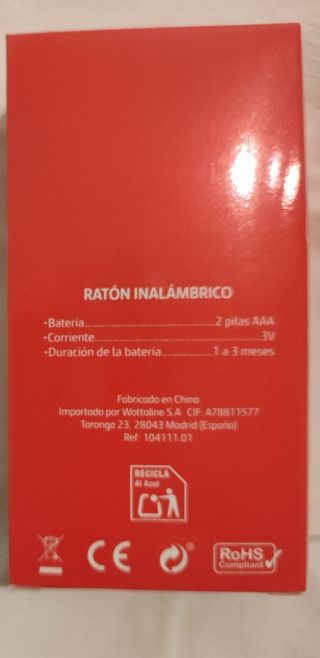 RATÓN INALÁMBRICO
•Batería..................................2 pilas AAA
•Corriente.............................................3V
•Duración de la batería..............1 a 3 meses
Fabricado en China
Importado por Wottoline S.A. CIF: A78811577
Toronga 23, 28043 Madrid (España)
Ref: 104111.01
RECICLA
Al Azul
CE
RoHS
Compliant